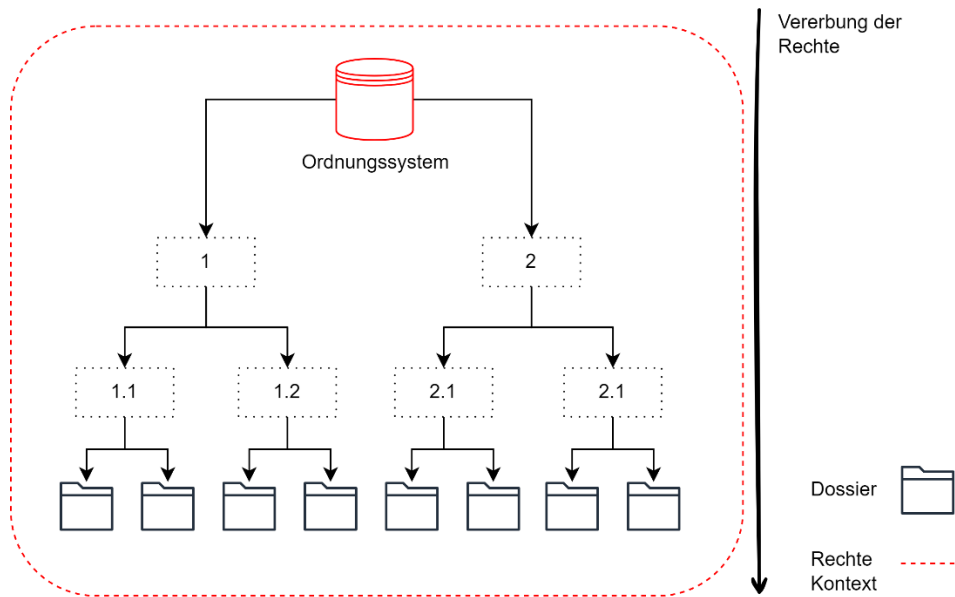 Vererbung der
Rechte
Ordnungssystem
1
2
1.1
1.2
2.1
2.1
Dossier
Rechte
Kontext